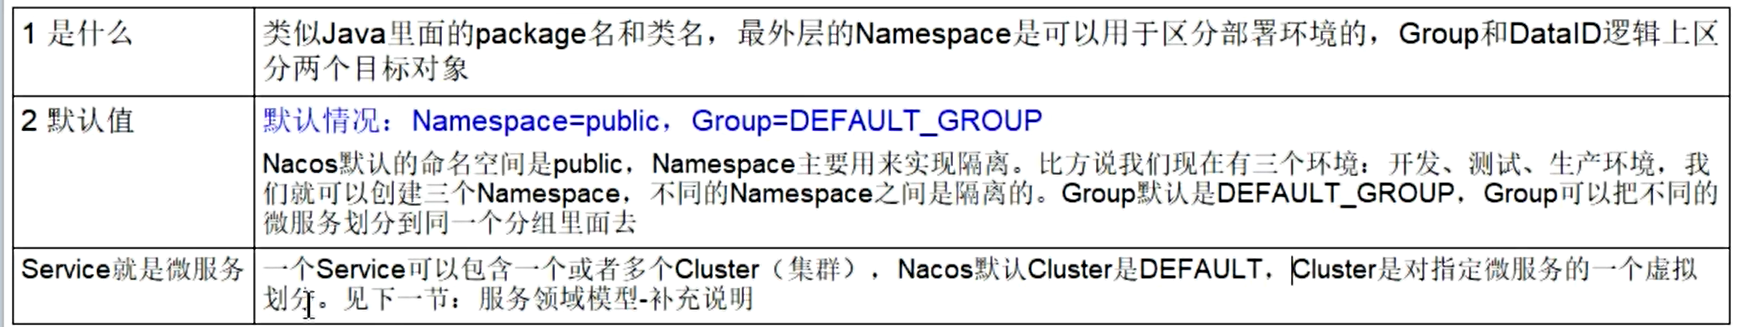 1 是什么
类似Java里面的package名和类名，最外层的Namespace是可以用于区分部署环境的，Group和DataID逻辑上区
分两个目标对象
2 默认值
默认情况：Namespace=public，Group=DEFAULT_GROUP
Nacos默认的命名空间是public，Namespace主要用来实现隔离。比方说我们现在有三个环境：开发、测试、生产环境，我
们就可以创建三个Namespace，不同的Namespace之间是隔离的。Group默认是DEFAULT_GROUP，Group可以把不同的
微服务划分到同一个分组里面去
Service就是微服务
一个Service可以包含一个或者多个Cluster（集群），Nacos默认Cluster是DEFAULT，Cluster是对指定微服务的一个虚拟
划分。见下一节：服务领域模型-补充说明